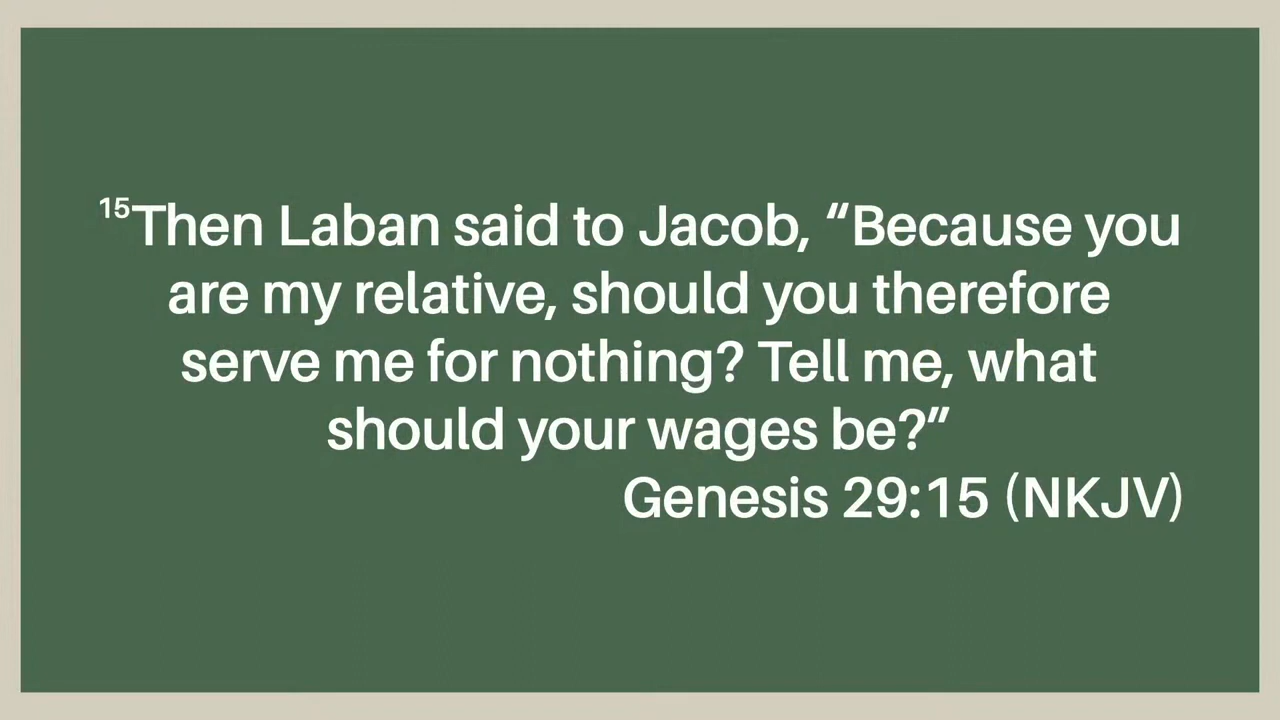 ¹⁵Then Laban said to Jacob, “Because you
are my relative, should you therefore
serve me for nothing? Tell me, what
should your wages be?”
Genesis 29:15 (NKJV)